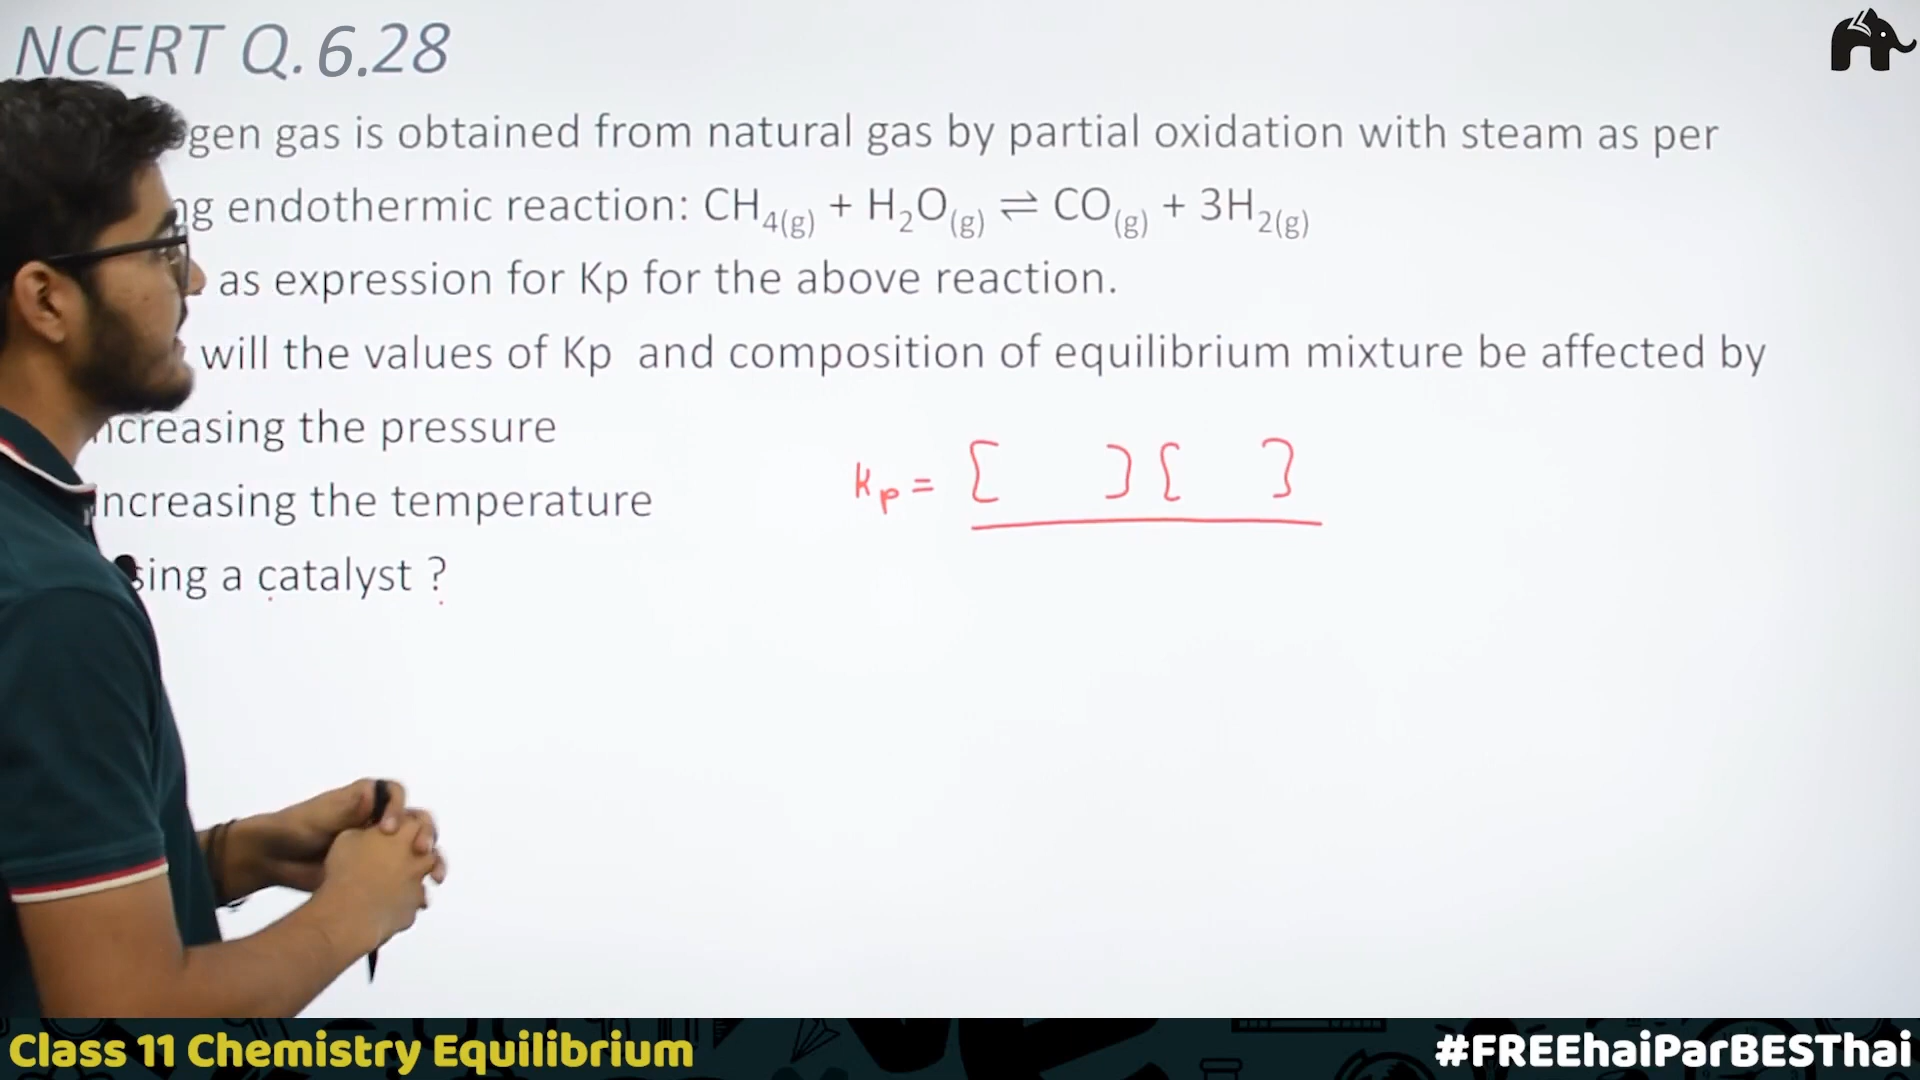 NCERT Q. 6.28
gen gas is obtained from natural gas by partial oxidation with steam as per
g endothermic reaction: CH₄(g) + H₂O(g) ⇌ CO(g) + 3H₂(g)
as expression for Kp for the above reaction.
will the values of Kp and composition of equilibrium mixture be affected by
creasing the pressure
ncreasing the temperature
sing a catalyst ?
Kp = [ ] [ ]
Class 11 Chemistry Equilibrium
#FREEhaiParBESThai